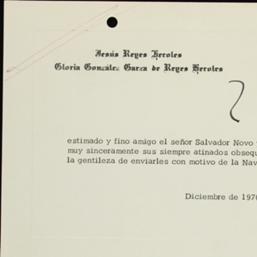 Jesús Reyes Heroles
Gloria González Garza de Reyes Heroles
estimado y fino amigo el señor Salvador Novo
muy sinceramente sus siempre atinados obsequ
la gentileza de enviarles con motivo de la Nav
Diciembre de 197